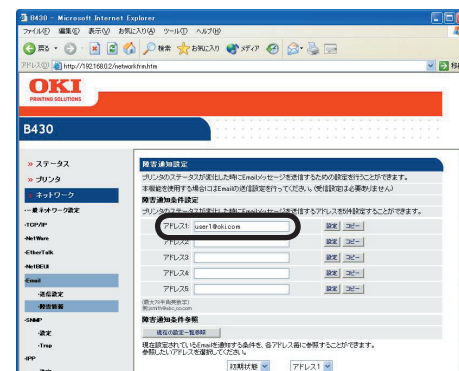 B430 - Microsoft Internet Explorer
ファイル(F) 編集(E) 表示(V) お気に入り(A) ツール(T) ヘルプ(H)
戻る 検索 お気に入り メディア
アドレス(D) http://192.168.0.2/networkfrm.htm
OKI
PRINTING SOLUTIONS
B430
» ステータス
» プリンタ
» ネットワーク
最ネットワーク設定
-TCP/IP
-NetWare
-EtherTalk
-NetBEUI
-Email
-送信設定
-障害情報
-SNMP
-設定
-Trap
-IPP
障害通知設定
プリンタのステータスが変化した時にEmailメッセージを送信するための設定を行うことができます。
本機能を使用する場合にはEmailの送信設定を行ってください。(受信設定は必要ありません)
障害通知条件設定
プリンタのステータスが変化した時にEmailメッセージを送信するアドレスを5件設定することができます。
アドレス1: user1@oki.com 設定 コピー
アドレス2: 設定 コピー
アドレス3 設定 コピー
アドレス4 設定 コピー
アドレス5 設定 コピー
(最大79半角英数字)
障害通知条件参照
現在の設定一覧参照
現在設定されているEmailを通知する条件を、各アドレス毎に参照することができます。
参照したいアドレスを選択してください。
初期状態 アドレス1